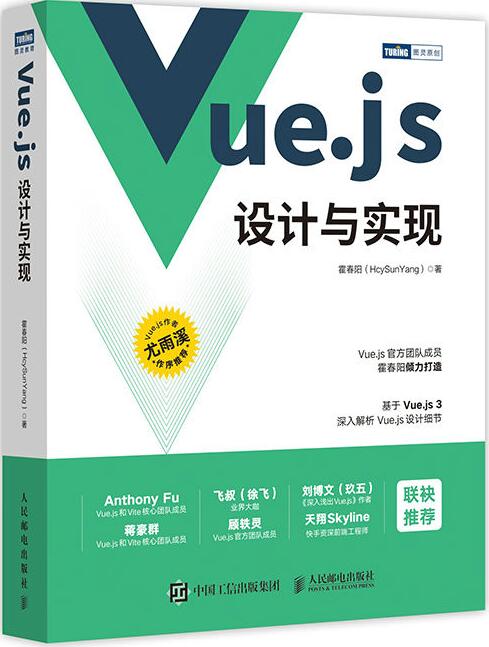 TURING
图灵教育
Vue.js
设计与实现
霍春阳（HcySunYang）
著
人民邮电出版社
TURING 图灵原创
Vue.js
设计与实现
霍春阳（HcySunYang）著
Vue.js作者
尤雨溪
作序推荐
Vue.js 官方团队成员
霍春阳倾力打造
基于 Vue.js 3
深入解析 Vue.js 设计细节
Anthony Fu
Vue.js 和 Vite 核心团队成员
蒋豪群
Vue.js 和 Vite 核心团队成员
飞叔（徐飞）
业界大咖
顾轶灵
Vue.js 官方团队成员
刘博文（玖五）
《深入浅出Vue.js》作者
天翔Skyline
快手资深前端工程师
联袂
推荐
中国工信出版集团
人民邮电出版社
POSTS & TELECOM PRESS